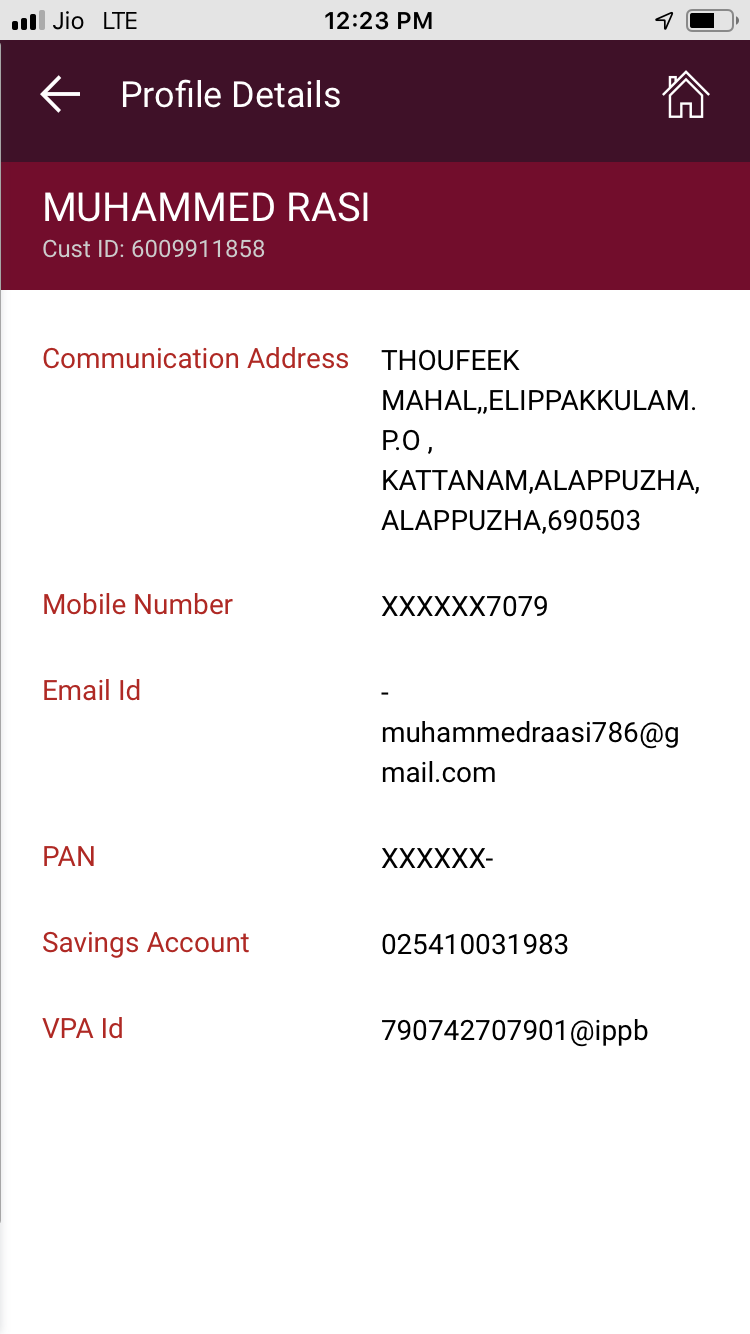 Jio LTE 12:23 PM
Profile Details
MUHAMMED RASI
Cust ID: 6009911858
Communication Address
THOUFEEK
MAHAL,,ELIPPAKKULAM.
P.O ,
KATTANAM,ALAPPUZHA,
ALAPPUZHA,690503
Mobile Number
XXXXXX7079
Email Id
-
muhammedraasi786@g
mail.com
PAN
XXXXXX-
Savings Account
025410031983
VPA Id
790742707901@ippb